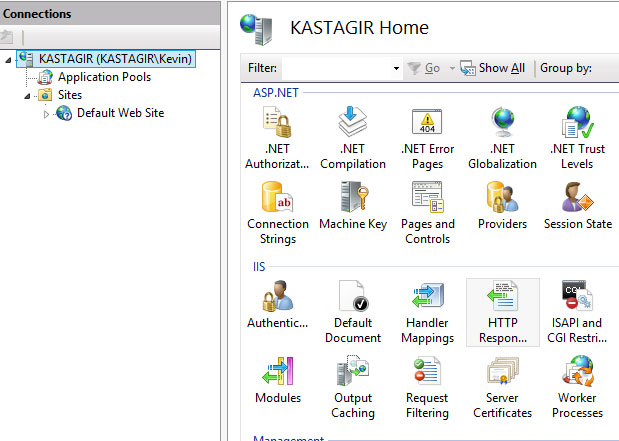 Connections
KASTAGIR (KASTAGIR\Kevin)
Application Pools
Sites
Default Web Site
KASTAGIR Home
Filter:
Go
Show All
Group by:
ASP.NET
.NET
Authorizat...
.NET
Compilation
.NET Error
Pages
404
.NET
Globalization
.NET Trust
Levels
Connection
Strings
ab
Machine Key
Pages and
Controls
Providers
Session State
IIS
Authentic...
Default
Document
Handler
Mappings
HTTP
Respon...
CGI
ISAPI and
CGI Restri...
Modules
Output
Caching
Request
Filtering
Server
Certificates
Worker
Processes
Management